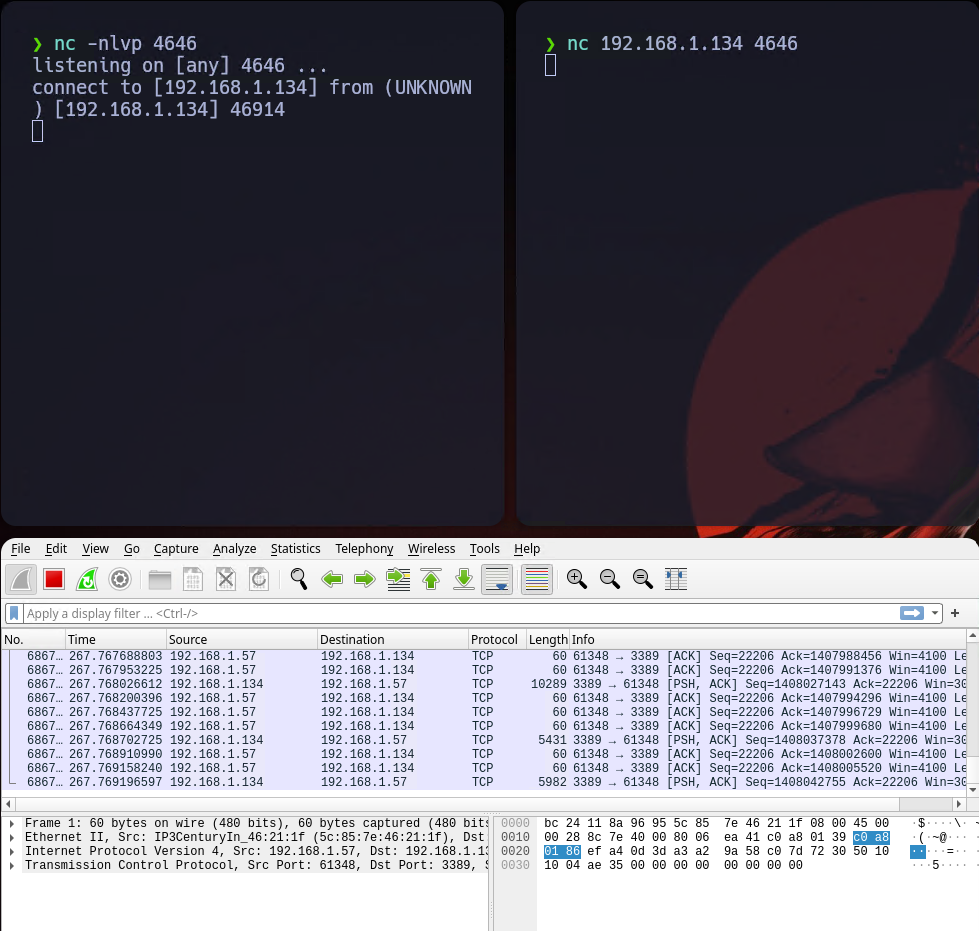 ❯ nc -nlvp 4646
listening on [any] 4646 ...
connect to [192.168.1.134] from (UNKNOWN
) [192.168.1.134] 46914
❯ nc 192.168.1.134 4646
File Edit View Go Capture Analyze Statistics Telephony Wireless Tools Help
Apply a display filter … <Ctrl-/>
No. Time Source Destination Protocol Length Info
6867… 267.767688803 192.168.1.57 192.168.1.134 TCP 60 61348 → 3389 [ACK] Seq=22206 Ack=1407988456 Win=4100 Le
6867… 267.767953225 192.168.1.57 192.168.1.134 TCP 60 61348 → 3389 [ACK] Seq=22206 Ack=1407991376 Win=4100 Le
6867… 267.768026612 192.168.1.134 192.168.1.57 TCP 10289 3389 → 61348 [PSH, ACK] Seq=1408027143 Ack=22206 Win=30
6867… 267.768200396 192.168.1.57 192.168.1.134 TCP 60 61348 → 3389 [ACK] Seq=22206 Ack=1407994296 Win=4100 Le
6867… 267.768437725 192.168.1.57 192.168.1.134 TCP 60 61348 → 3389 [ACK] Seq=22206 Ack=1407996729 Win=4100 Le
6867… 267.768664349 192.168.1.57 192.168.1.134 TCP 60 61348 → 3389 [ACK] Seq=22206 Ack=1407999680 Win=4100 Le
6867… 267.768702725 192.168.1.134 192.168.1.57 TCP 5431 3389 → 61348 [PSH, ACK] Seq=1408037378 Ack=22206 Win=30
6867… 267.768910990 192.168.1.57 192.168.1.134 TCP 60 61348 → 3389 [ACK] Seq=22206 Ack=1408002600 Win=4100 Le
6867… 267.769158240 192.168.1.57 192.168.1.134 TCP 60 61348 → 3389 [ACK] Seq=22206 Ack=1408005520 Win=4100 Le
6867… 267.769196597 192.168.1.134 192.168.1.57 TCP 5982 3389 → 61348 [PSH, ACK] Seq=1408042755 Ack=22206 Win=30
Frame 1: 60 bytes on wire (480 bits), 60 bytes captured (480 bits
Ethernet II, Src: IP3CenturyIn_46:21:1f (5c:85:7e:46:21:1f), Dst
Internet Protocol Version 4, Src: 192.168.1.57, Dst: 192.168.1.13
Transmission Control Protocol, Src Port: 61348, Dst Port: 3389, S
0000 bc 24 11 8a 96 95 5c 85 7e 46 21 1f 08 00 45 00 ·$····\· ~
0010 00 28 8c 7e 40 00 80 06 ea 41 c0 a8 01 39 c0 a8 ·(·~@···
0020 01 86 ef a4 0d 3d a3 a2 9a 58 c0 7d 72 30 50 10 ·····=··
0030 10 04 ae 35 00 00 00 00 00 00 00 00 ···5····